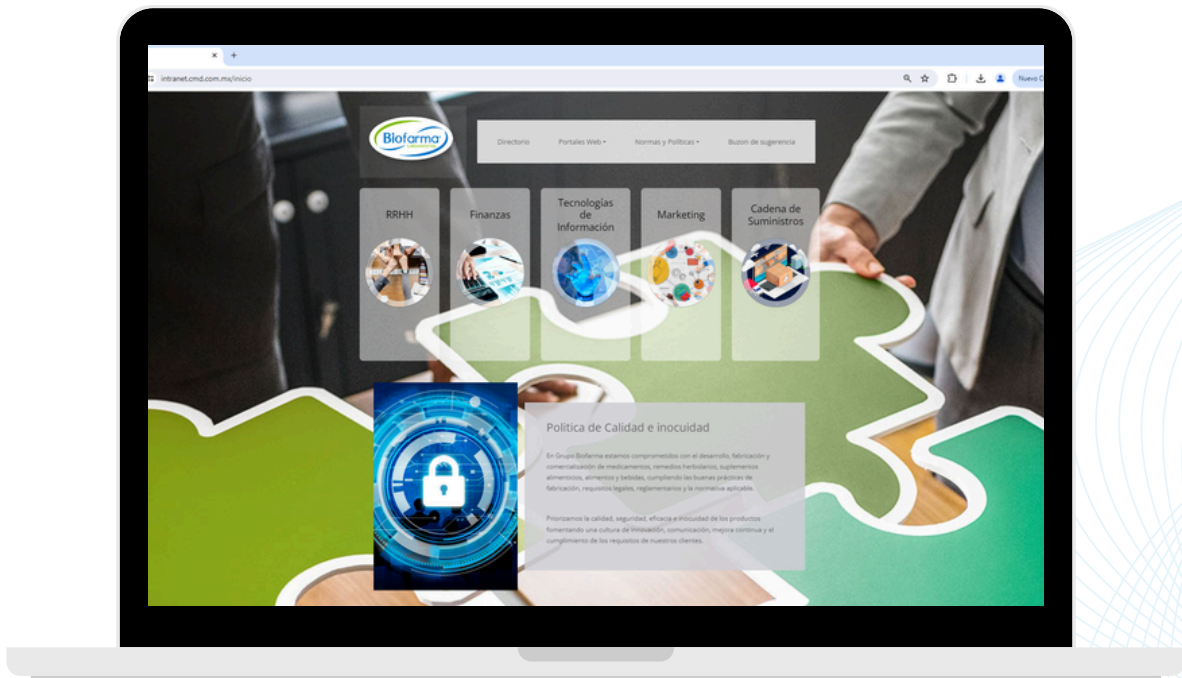 intranet.cmd.com.mx/inicio
Nuevo C
Biofarma
Directorio
Portales Web
Normas y Políticas
Buzon de sugerencia
RRHH
Finanzas
Tecnologías
de
Información
Marketing
Cadena de
Suministros
Politica de Calidad e inocuidad
En Grupo Biofarma estamos comprometidos con el desarrollo, fabricación y
comercialización de medicamentos, remedios herbolarios, suplementos
alimenticios, alimentos y bebidas, cumpliendo las buenas prácticas de
fabricación, requisitos legales, reglamentarios y la normativa aplicable.
Priorizamos la calidad, seguridad, eficacia e inocuidad de los productos
fomentando una cultura de innovación, comunicación, mejora continua y el
cumplimiento de los requisitos de nuestros clientes.